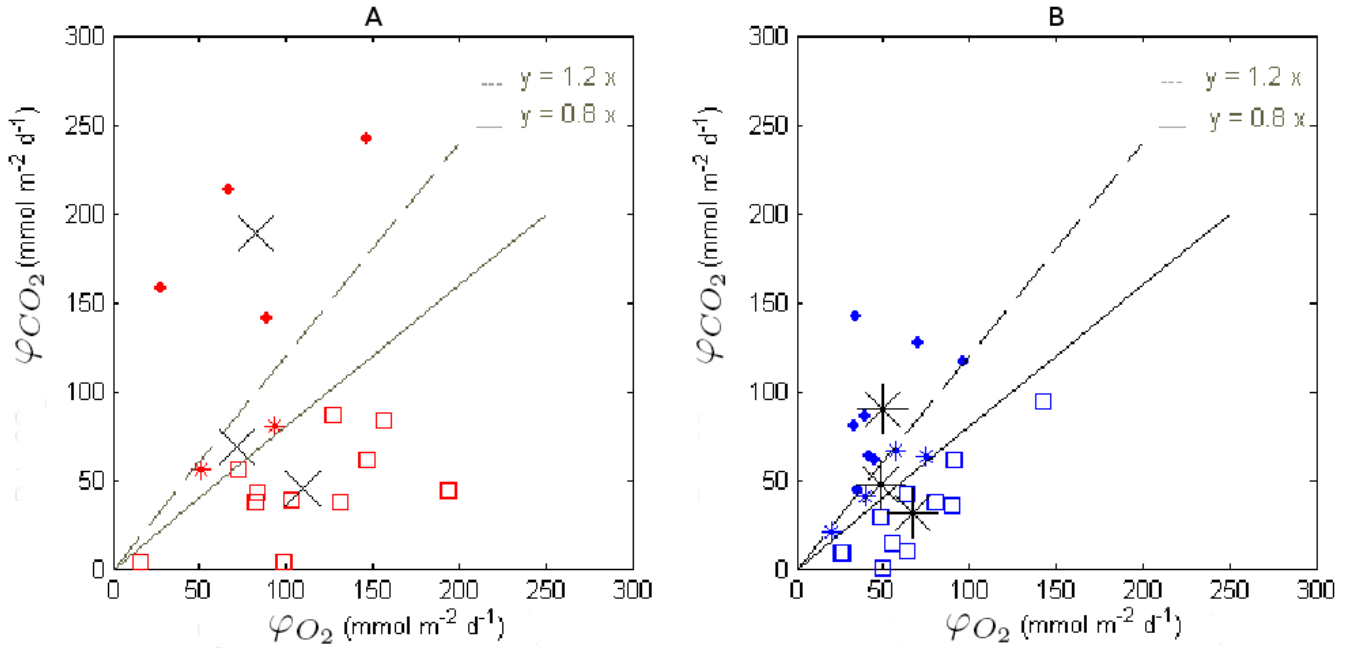 A
300
250
200
150
100
50
0
0 50 100 150 200 250 300
φCO₂ (mmol m⁻² d⁻¹)
φO₂ (mmol m⁻² d⁻¹)
y = 1.2 x
y = 0.8 x
B
300
250
200
150
100
50
0
0 50 100 150 200 250 300
φCO₂ (mmol m⁻² d⁻¹)
φO₂ (mmol m⁻² d⁻¹)
y = 1.2 x
y = 0.8 x